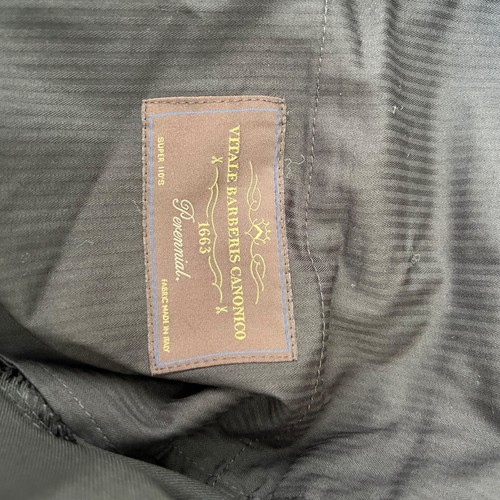 VITALE BARBERIS CANONICO
1663
Perennial.
SUPER 110'S
FABRIC MADE IN ITALY